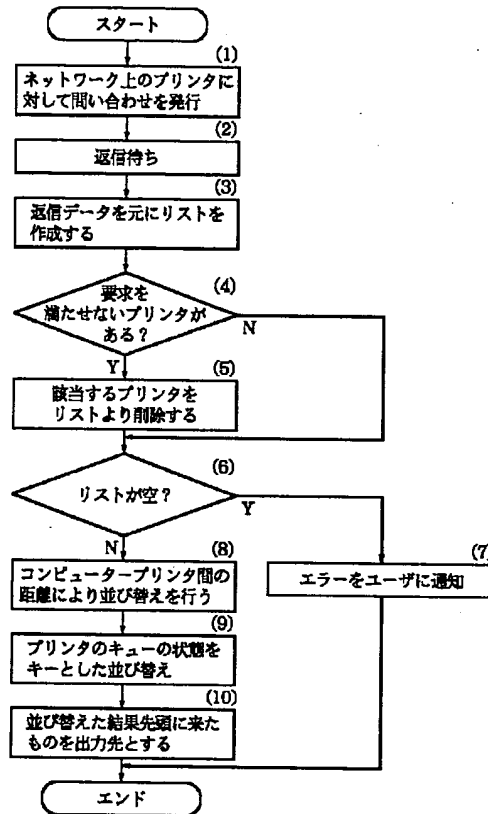 スタート
(1)
ネットワーク上のプリンタに
対して問い合わせを発行
(2)
返信待ち
(3)
返信データを元にリストを
作成する
(4)
要求を
満たせないプリンタが
ある?
N
Y
(5)
該当するプリンタを
リストより削除する
(6)
リストが空?
Y
N
(7)
エラーをユーザに通知
(8)
コンピュータープリンタ間の
距離により並び替えを行う
(9)
プリンタのキューの状態を
キーとした並び替え
(10)
並び替えた結果先頭に来た
ものを出力先とする
エンド